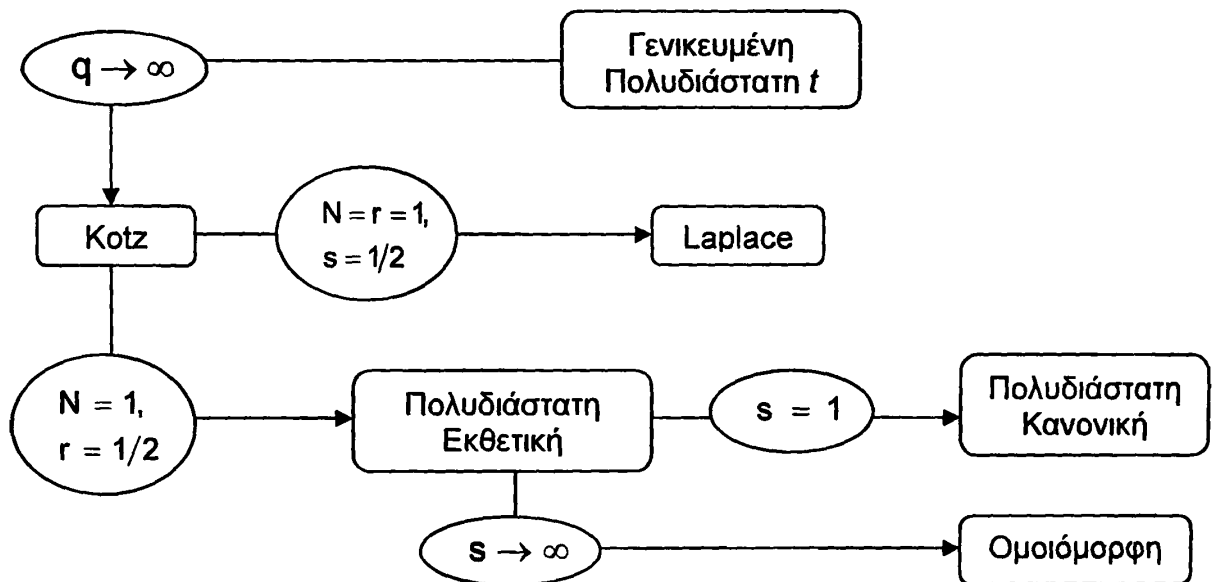 q → ∞
Γενικευμένη
Πολυδιάστατη t
Kotz
N = r = 1,
s = 1/2
Laplace
N = 1,
r = 1/2
Πολυδιάστατη
Εκθετική
s = 1
Πολυδιάστατη
Κανονική
s → ∞
Ομοιόμορφη